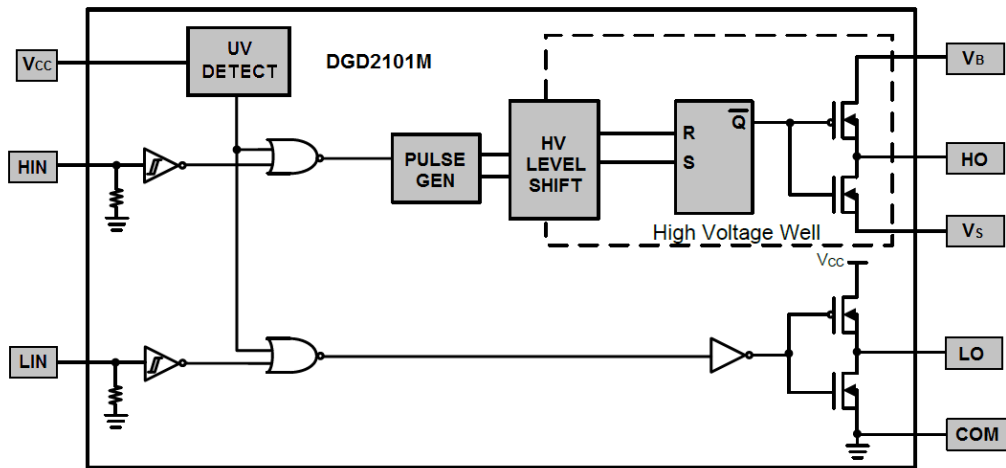 UV
DETECT
DGD2101M
VCC
VB
HIN
PULSE
GEN
HV
LEVEL
SHIFT
R
S
Q
HO
High Voltage Well
VS
VCC
LIN
LO
COM